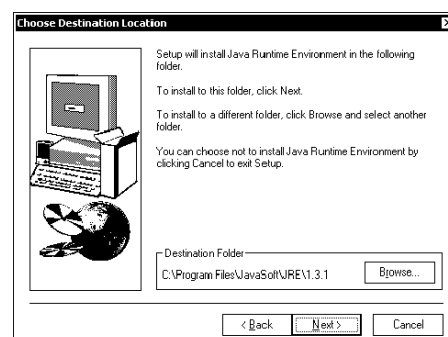 Choose Destination Location
Setup will install Java Runtime Environment in the following
folder.
To install to this folder, click Next.
To install to a different folder, click Browse and select another
folder.
You can choose not to install Java Runtime Environment by
clicking Cancel to exit Setup.
Destination Folder
C:\Program Files\JavaSoft\JRE\1.3.1
Browse...
< Back
Next >
Cancel